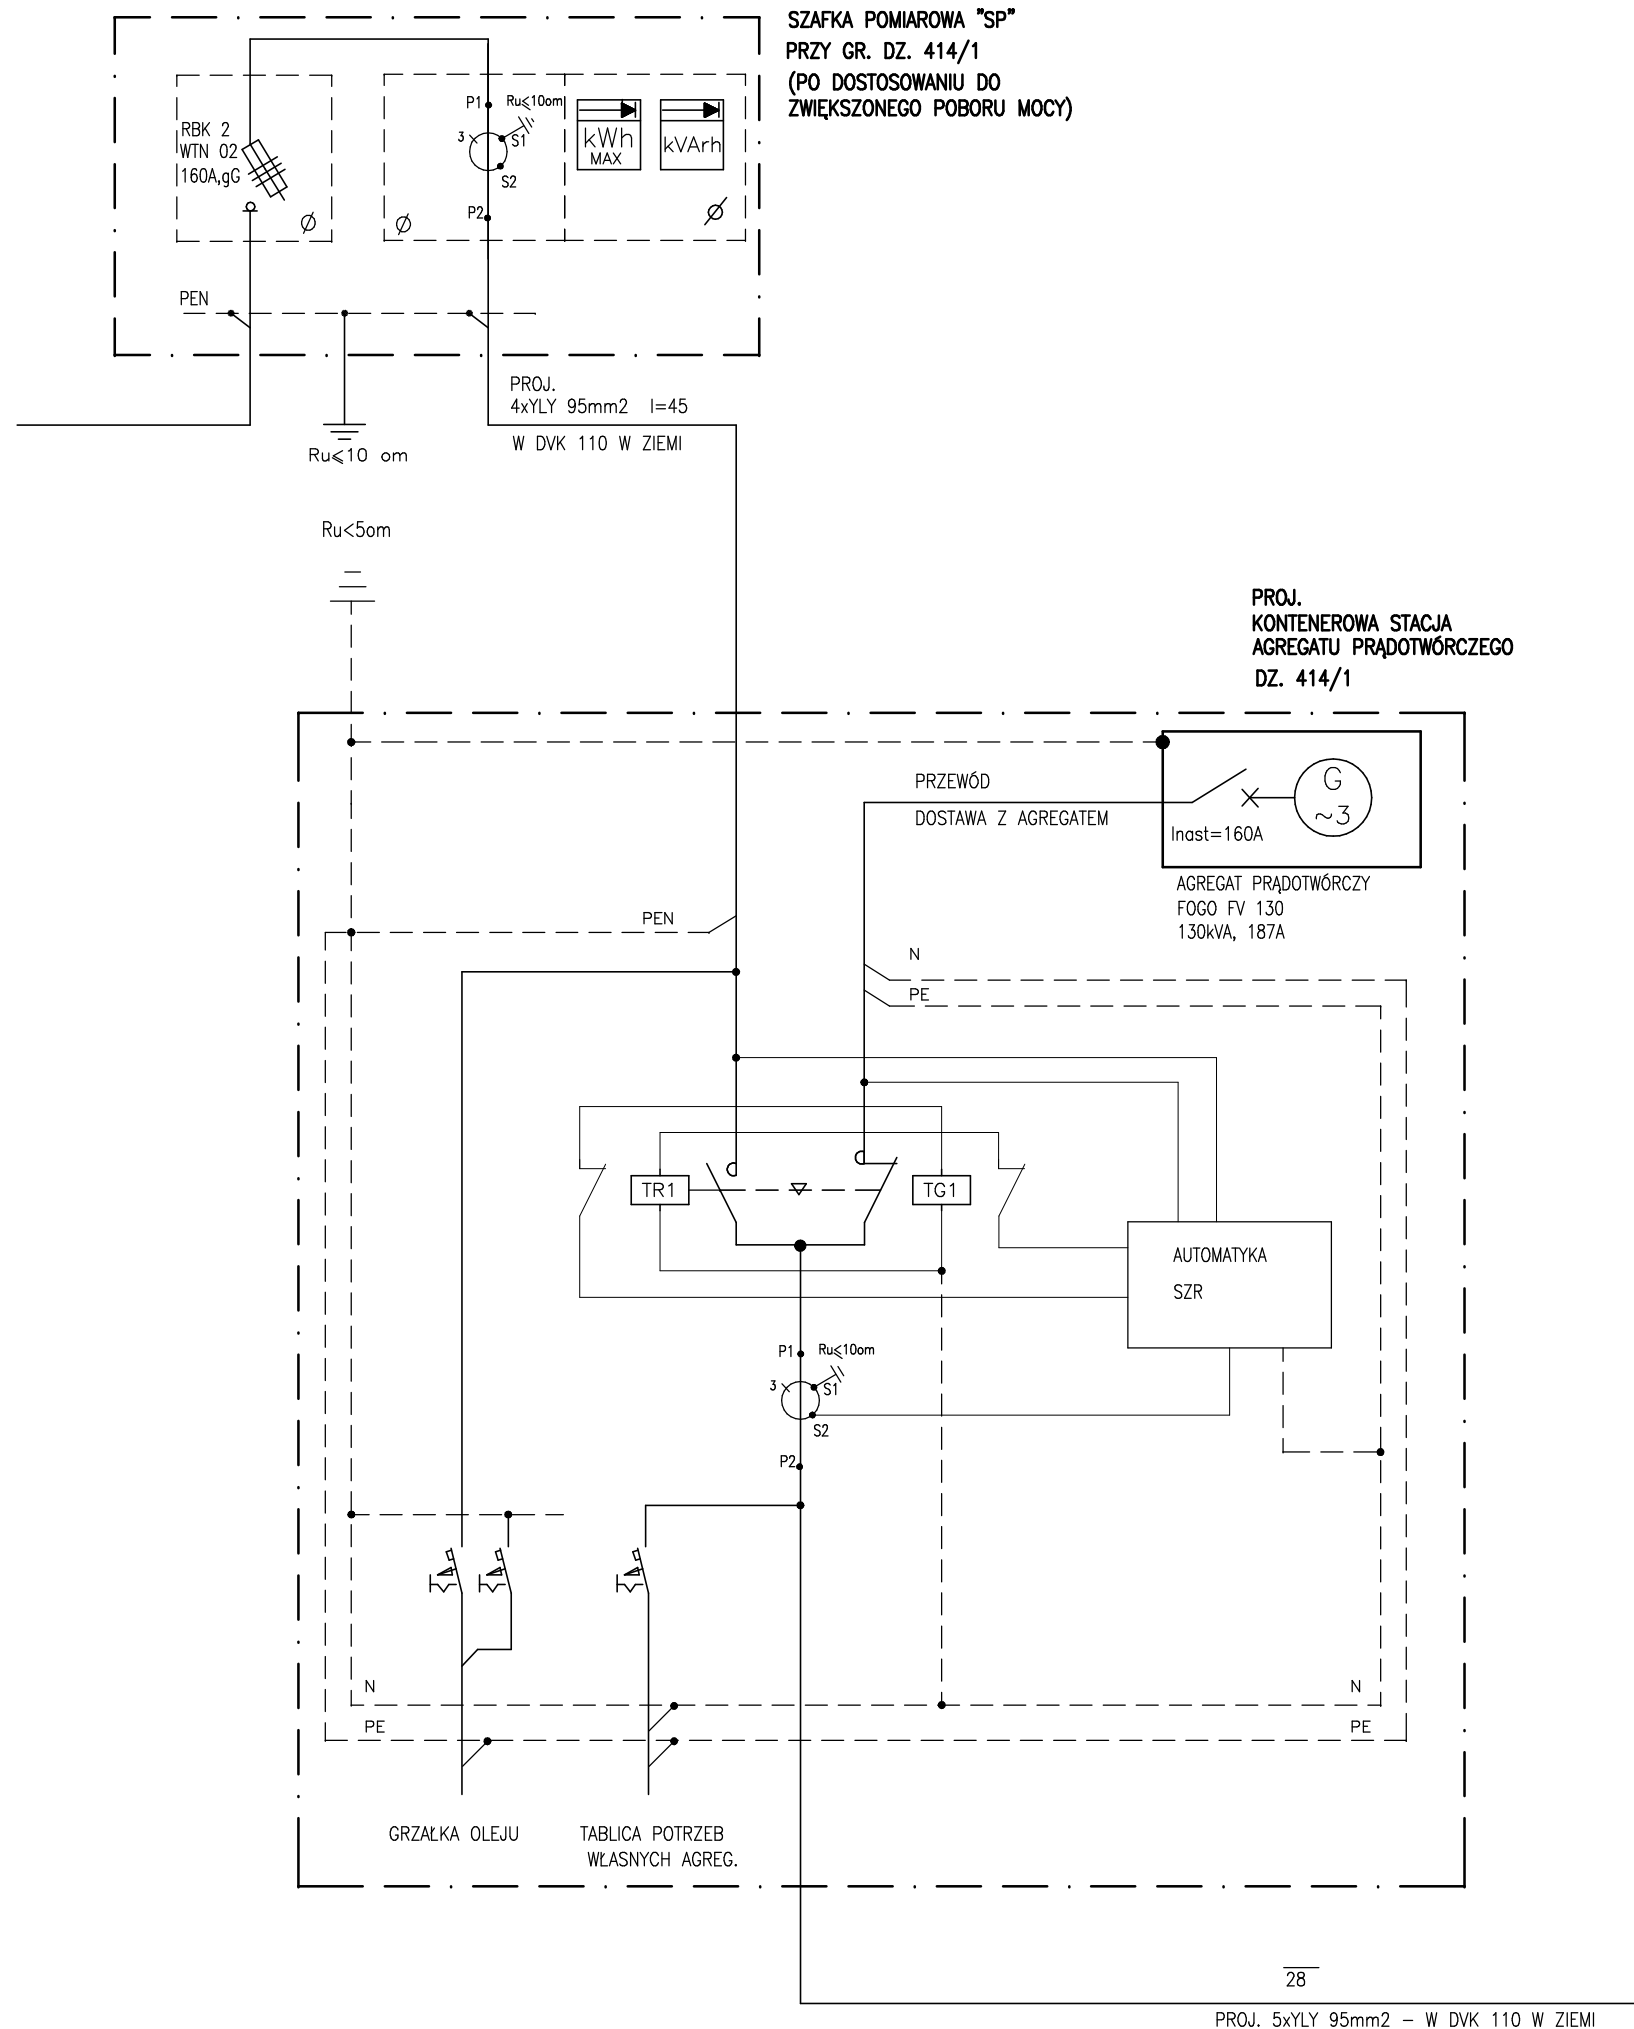 SZAFKA POMIAROWA "SP"
PRZY GR. DZ. 414/1
(PO DOSTOSOWANIU DO
ZWIĘKSZONEGO POBORU MOCY)
RBK 2
WTN 02
160A,gG
P1
Ru≤10om
3
S1
S2
P2
kWh
MAX
kVArh
PEN
PROJ.
4xYLY 95mm2 l=45
W DVK 110 W ZIEMI
Ru≤10 om
Ru<5om
PROJ.
KONTENEROWA STACJA
AGREGATU PRĄDOTWÓRCZEGO
DZ. 414/1
PRZEWÓD
DOSTAWA Z AGREGATEM
G
~3
Inast=160A
AGREGAT PRĄDOTWÓRCZY
FOGO FV 130
130kVA, 187A
PEN
N
PE
TR1
TG1
AUTOMATYKA
SZR
P1
Ru≤10om
3
S1
S2
P2
N
N
PE
PE
GRZAŁKA OLEJU
TABLICA POTRZEB
WŁASNYCH AGREG.
28
PROJ. 5xYLY 95mm2 – W DVK 110 W ZIEMI